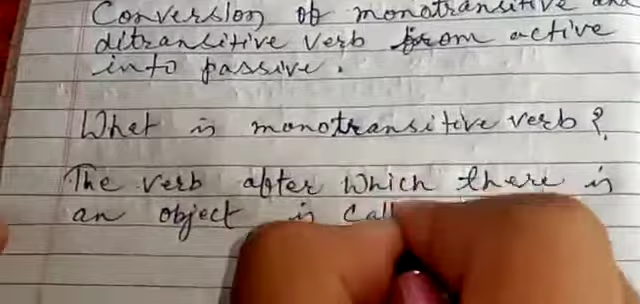 Conversion of monotransitive and
ditransitive verb from active
into passive.
What is monotransitive verb?
The verb after which there is
an object is call